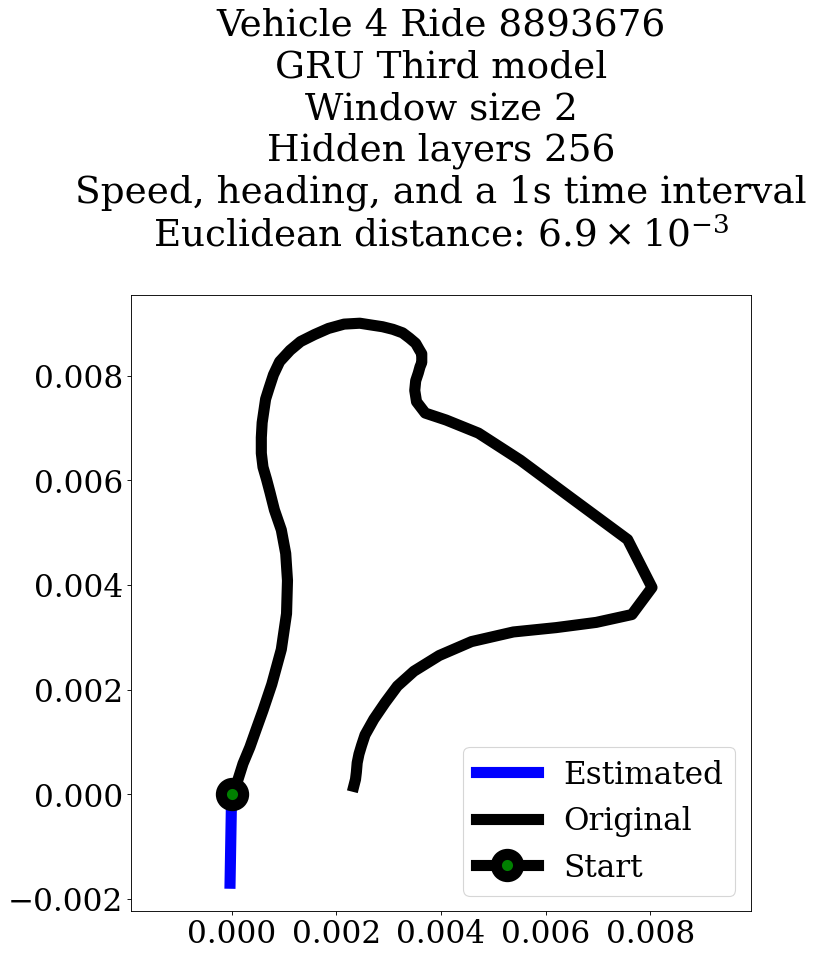 Vehicle 4 Ride 8893676
GRU Third model
Window size 2
Hidden layers 256
Speed, heading, and a 1s time interval
Euclidean distance: 6.9 × 10⁻³
0.008
0.006
0.004
0.002
0.000
−0.002
Estimated
Original
Start
0.000 0.002 0.004 0.006 0.008